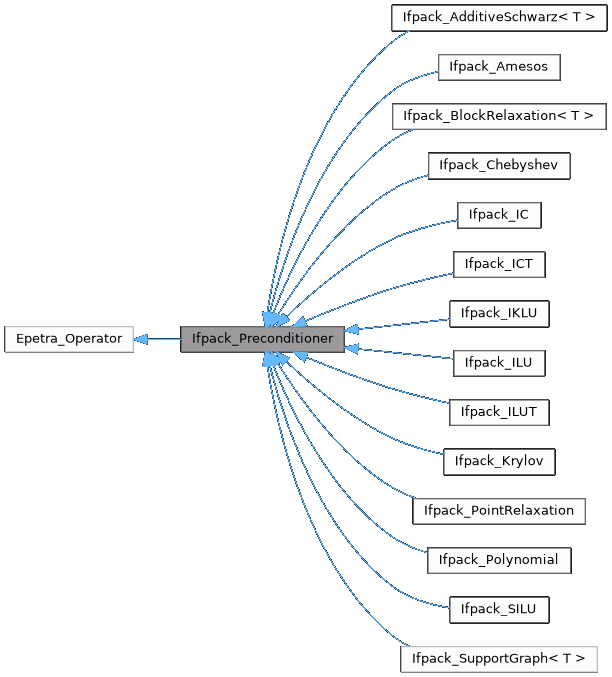 Ifpack_AdditiveSchwarz< T >
Ifpack_Amesos
Ifpack_BlockRelaxation< T >
Ifpack_Chebyshev
Ifpack_IC
Ifpack_ICT
Ifpack_IKLU
Epetra_Operator
Ifpack_Preconditioner
Ifpack_ILU
Ifpack_ILUT
Ifpack_Krylov
Ifpack_PointRelaxation
Ifpack_Polynomial
Ifpack_SILU
Ifpack_SupportGraph< T >